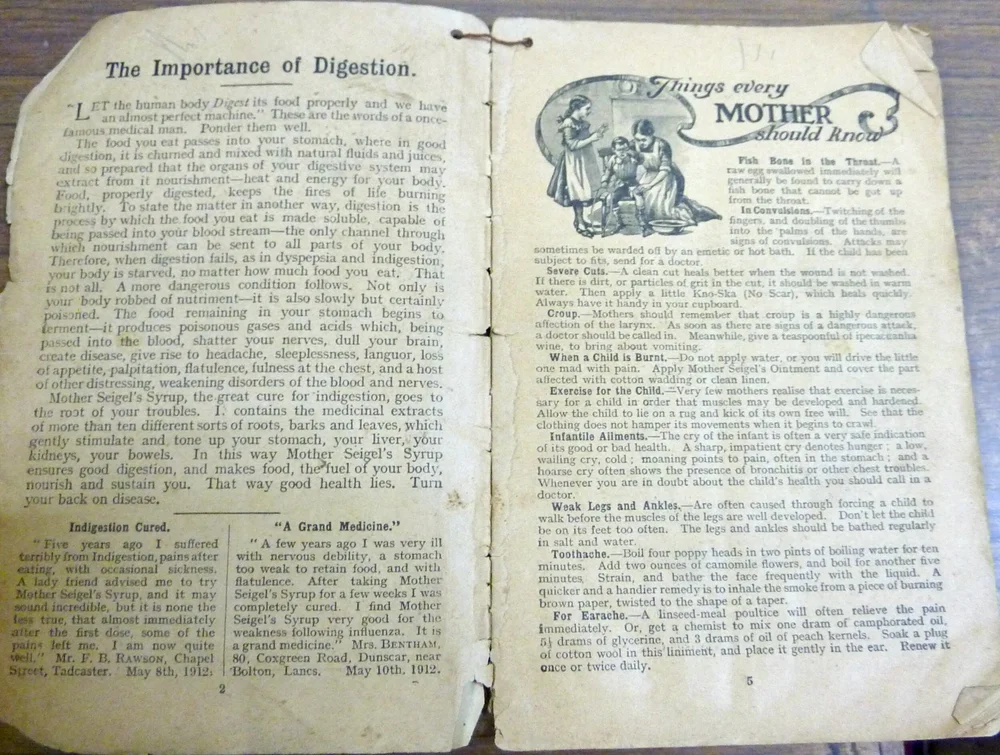 The Importance of Digestion.
"LET the human body Digest its food properly and we have
an almost perfect machine." These are the words of a once-
famous medical man. Ponder them well.
The food you eat passes into your stomach, where in good
digestion, it is churned and mixed with natural fluids and juices,
and so prepared that the organs of your digestive system may
extract from it nourishment—heat and energy for your body.
Food, properly digested, keeps the fires of life burning
brightly. To state the matter in another way, digestion is the
process by which the food you eat is made soluble, capable of
being passed into your blood stream—the only channel through
which nourishment can be sent to all parts of your body.
Therefore, when digestion fails, as in dyspepsia and indigestion,
your body is starved, no matter how much food you eat. That
is not all. A more dangerous condition follows. Not only is
your body robbed of nutriment—it is also slowly but certainly
poisoned. The food remaining in your stomach begins to
ferment—it produces poisonous gases and acids which, being
passed into the blood, shatter your nerves, dull your brain,
create disease, give rise to headache, sleeplessness, languor, loss
of appetite, palpitation, flatulence, fulness at the chest, and a host
of other distressing, weakening disorders of the blood and nerves.
Mother Seigel's Syrup, the great cure for indigestion, goes to
the root of your troubles. It contains the medicinal extracts
of more than ten different sorts of roots, barks and leaves, which
gently stimulate and tone up your stomach, your liver, your
kidneys, your bowels. In this way Mother Seigel's Syrup
ensures good digestion, and makes food, the fuel of your body,
nourish and sustain you. That way good health lies. Turn
your back on disease.
Indigestion Cured.
"Five years ago I suffered
terribly from Indigestion, pains after
eating, with occasional sickness.
A lady friend advised me to try
Mother Seigel's Syrup, and it may
sound incredible, but it is none the
less true, that almost immediately
after the first dose, some of the
pains left me. I am now quite
well." Mr. F. B. RAWSON, Chapel
Street, Tadcaster. May 8th, 1912.
"A Grand Medicine."
"A few years ago I was very ill
with nervous debility, a stomach
too weak to retain food, and with
flatulence. After taking Mother
Seigel's Syrup for a few weeks I was
completely cured. I find Mother
Seigel's Syrup very good for the
weakness following influenza. It is
a grand medicine." Mrs. BENTHAM,
80, Coxgreen Road, Dunscar, near
Bolton, Lancs. May 10th, 1912.
2
Things every
MOTHER
should Know
Fish Bone in the Throat.—A
raw egg swallowed immediately will
generally be found to carry down a
fish bone that cannot be got up
from the throat.
In Convulsions.—Twitching of the
fingers, and doubling of the thumbs
into the palms of the hands, are
signs of convulsions. Attacks may
sometimes be warded off by an emetic or hot bath. If the child has been
subject to fits, send for a doctor.
Severe Cuts.—A clean cut heals better when the wound is not washed.
If there is dirt, or particles of grit in the cut, it should be washed in warm
water. Then apply a little Kno-Ska (No Scar), which heals quickly.
Always have it handy in your cupboard.
Croup.—Mothers should remember that croup is a highly dangerous
affection of the larynx. As soon as there are signs of a dangerous attack,
a doctor should be called in. Meanwhile, give a teaspoonful of ipecacuanha
wine, to bring about vomiting.
When a Child is Burnt.—Do not apply water, or you will drive the little
one mad with pain. Apply Mother Seigel's Ointment and cover the part
affected with cotton wadding or clean linen.
Exercise for the Child.—Very few mothers realise that exercise is neces-
sary for a child in order that muscles may be developed and hardened.
Allow the child to lie on a rug and kick of its own free will. See that the
clothing does not hamper its movements when it begins to crawl.
Infantile Ailments.—The cry of the infant is often a very safe indication
of its good or bad health. A sharp, impatient cry denotes hunger; a low,
wailing cry, cold; moaning points to pain, often in the stomach; and a
hoarse cry often shows the presence of bronchitis or other chest troubles.
Whenever you are in doubt about the child's health you should call in a
doctor.
Weak Legs and Ankles,—Are often caused through forcing a child to
walk before the muscles of the legs are well developed. Don't let the child
be on its feet too often. The legs and ankles should be bathed regularly
in salt and water.
Toothache.—Boil four poppy heads in two pints of boiling water for ten
minutes. Add two ounces of camomile flowers, and boil for another five
minutes. Strain, and bathe the face frequently with the liquid. A
quicker and a handier remedy is to inhale the smoke from a piece of burning
brown paper, twisted to the shape of a taper.
For Earache.—A linseed-meal poultice will often relieve the pain
immediately. Or, get a chemist to mix one dram of camphorated oil,
5½ drams of glycerine, and 3 drams of oil of peach kernels. Soak a plug
of cotton wool in this liniment, and place it gently in the ear. Renew it
once or twice daily.
5